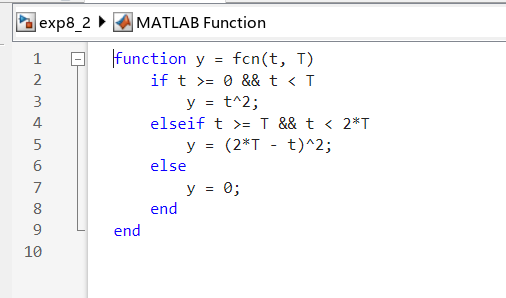 exp8_2 ▶ MATLAB Function
1 function y = fcn(t, T)
2     if t >= 0 && t < T
3         y = t^2;
4     elseif t >= T && t < 2*T
5         y = (2*T - t)^2;
6     else
7         y = 0;
8     end
9 end
10